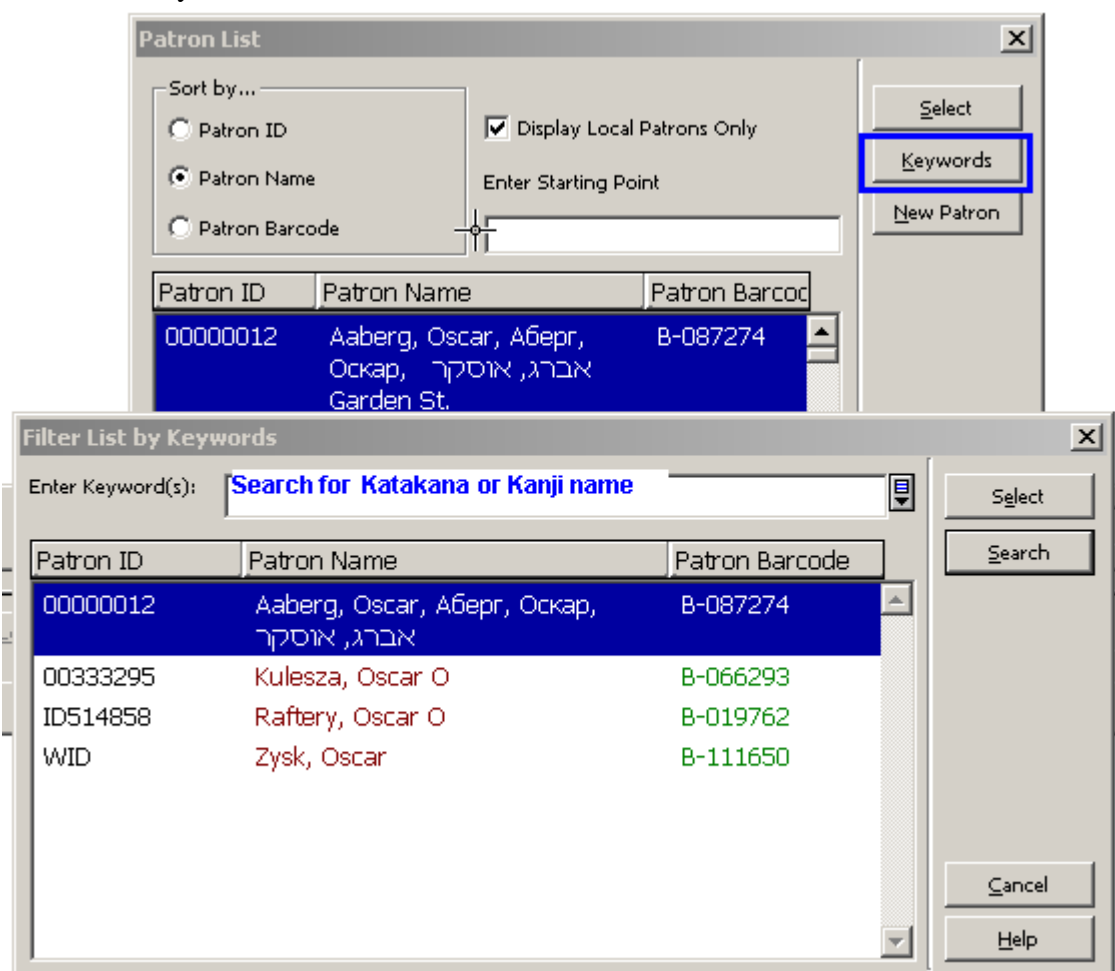 Patron List
Sort by...
Patron ID
Patron Name
Patron Barcode
Display Local Patrons Only
Enter Starting Point
Select
Keywords
New Patron
Patron ID Patron Name Patron Barcod
00000012 Aaberg, Oscar, Аберг, B-087274
Оскар, אברג, אוסקר
Garden St.
Filter List by Keywords
Enter Keyword(s): Search for Katakana or Kanji name
Select
Search
Patron ID Patron Name Patron Barcode
00000012 Aaberg, Oscar, Аберг, Оскар, B-087274
אברג, אוסקר
00333295 Kulesza, Oscar O B-066293
ID514858 Raftery, Oscar O B-019762
WID Zysk, Oscar B-111650
Cancel
Help